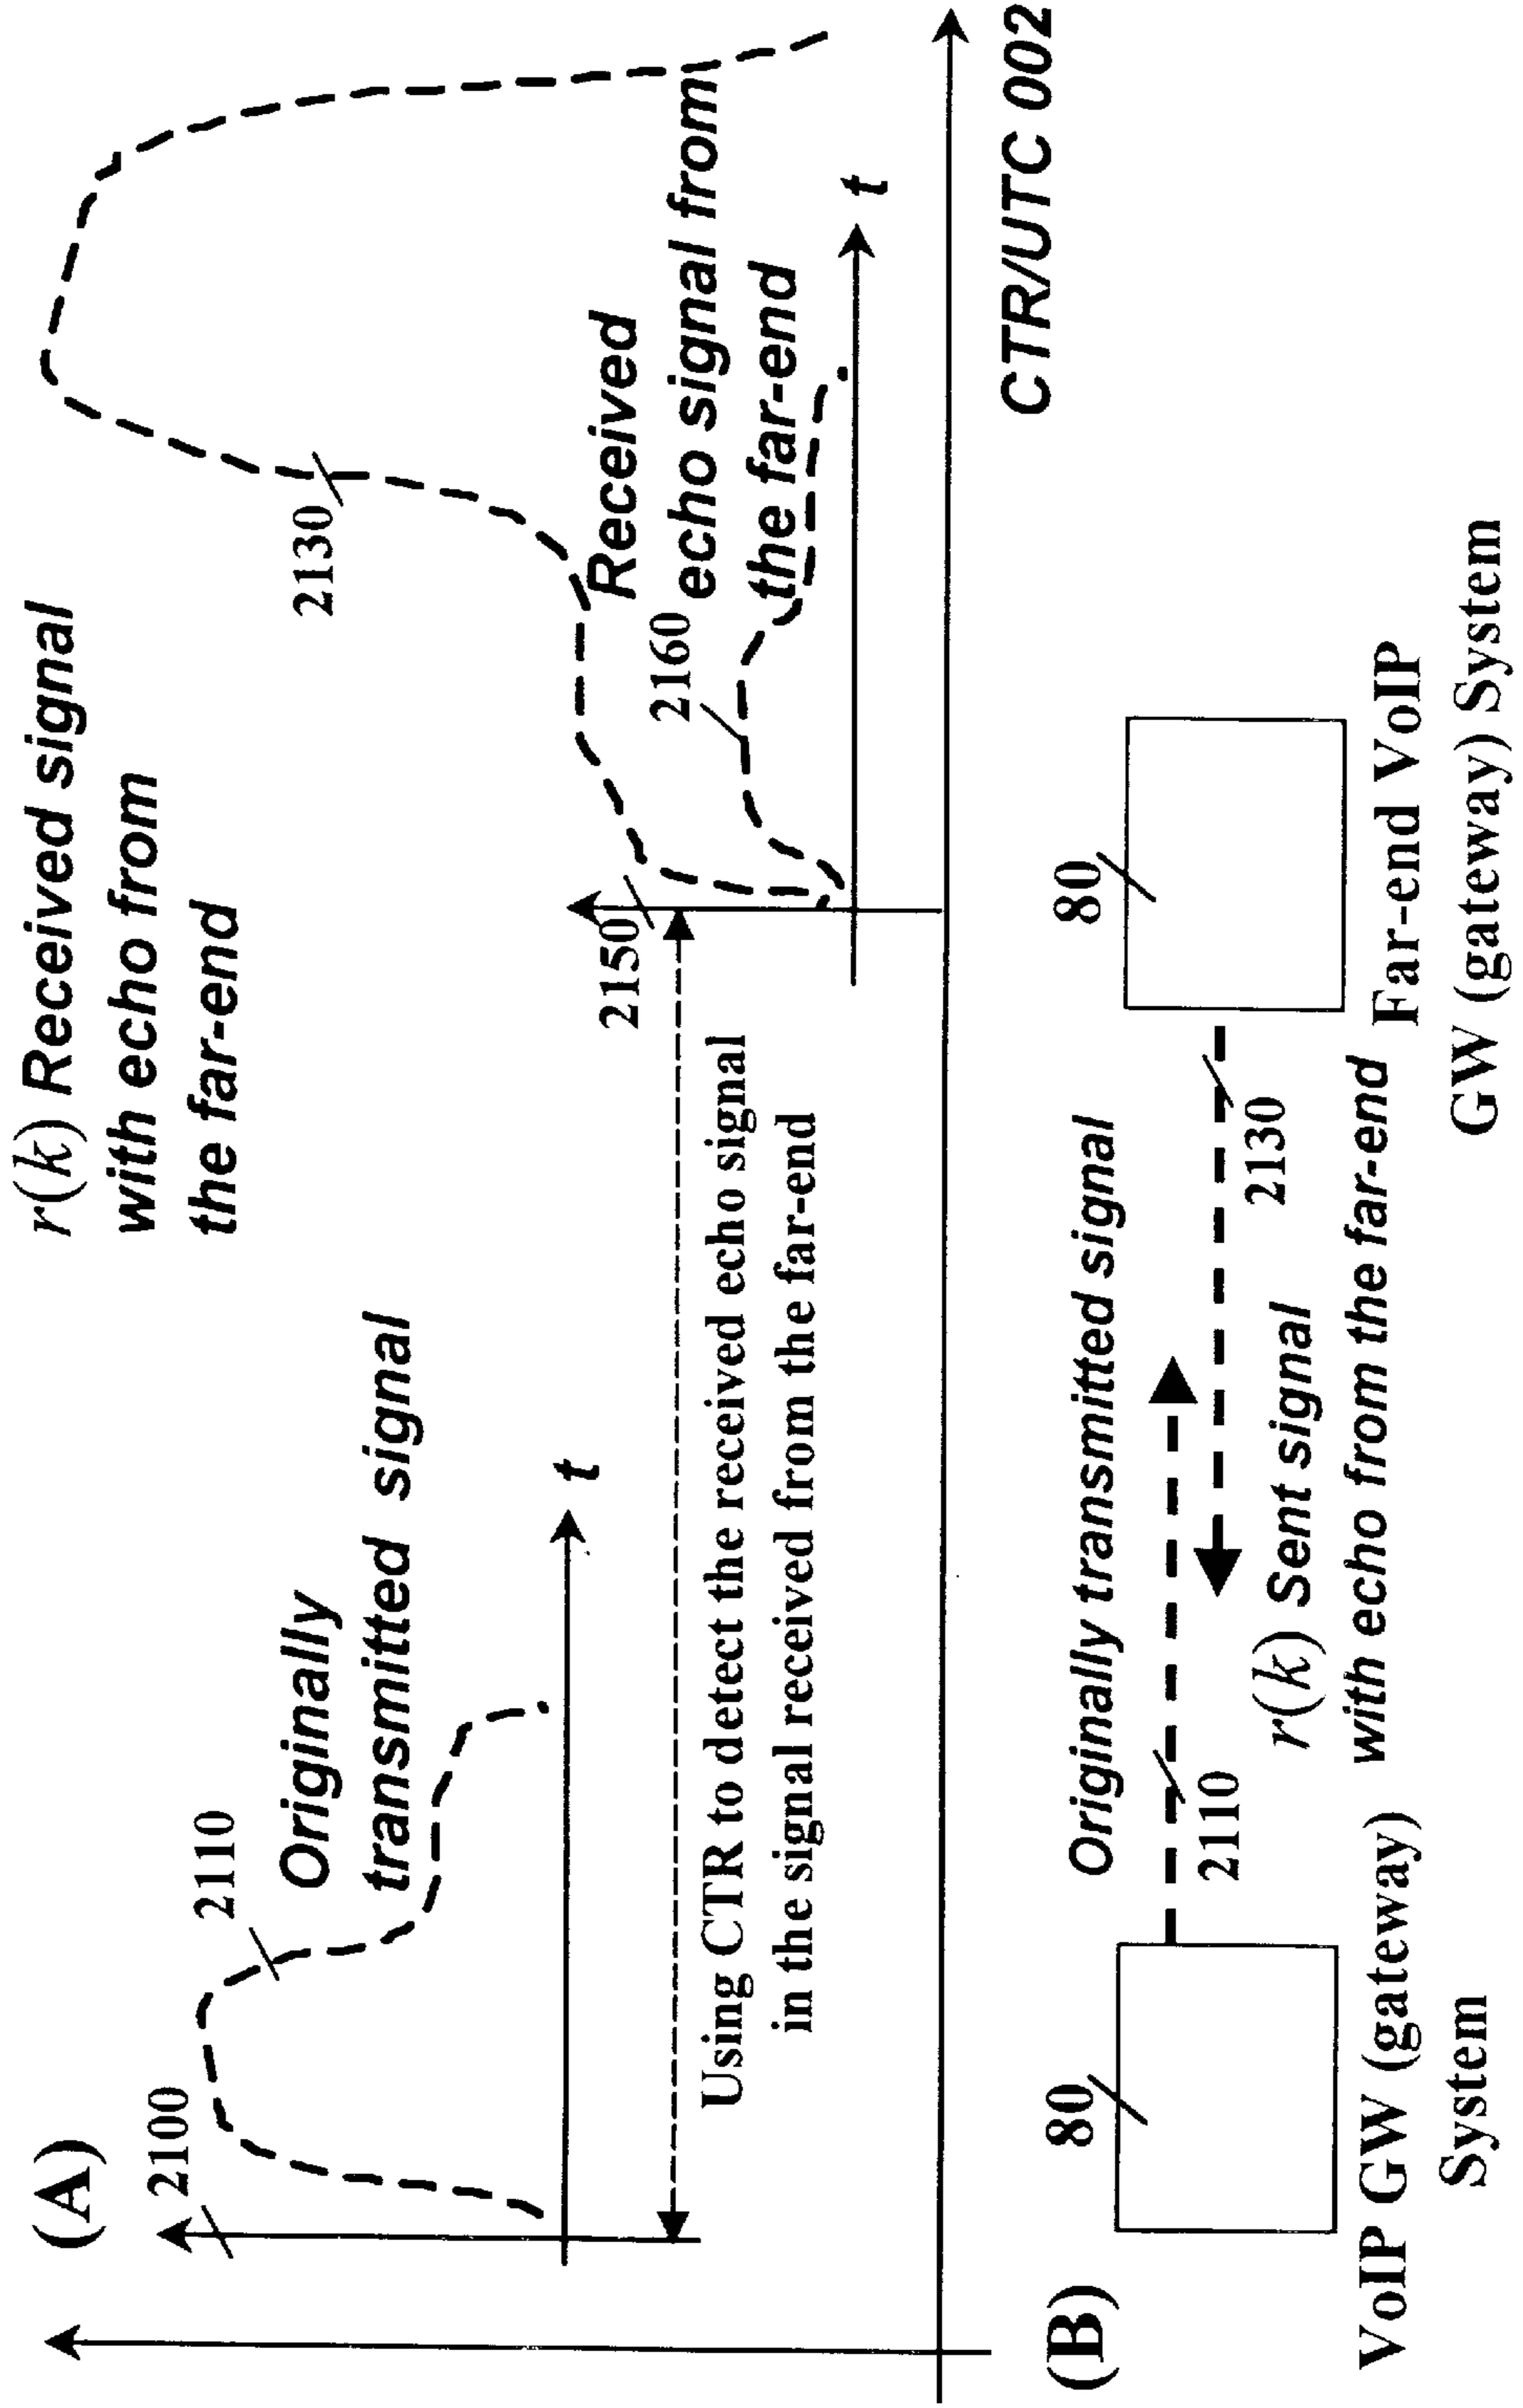 (A)
2100
2110
Originally
transmitted signal
t
r(k) Received signal
with echo from
the far-end
2130
2150
2160
Received
echo signal from
the far-end
t
Using CTR to detect the received echo signal
in the signal received from the far-end
CTR/UTC 002
(B)
80
VoIP GW (gateway)
System
Originally transmitted signal
2110
r(k) Sent signal
with echo from the far-end
2130
80
Far-end VoIP
GW (gateway) System